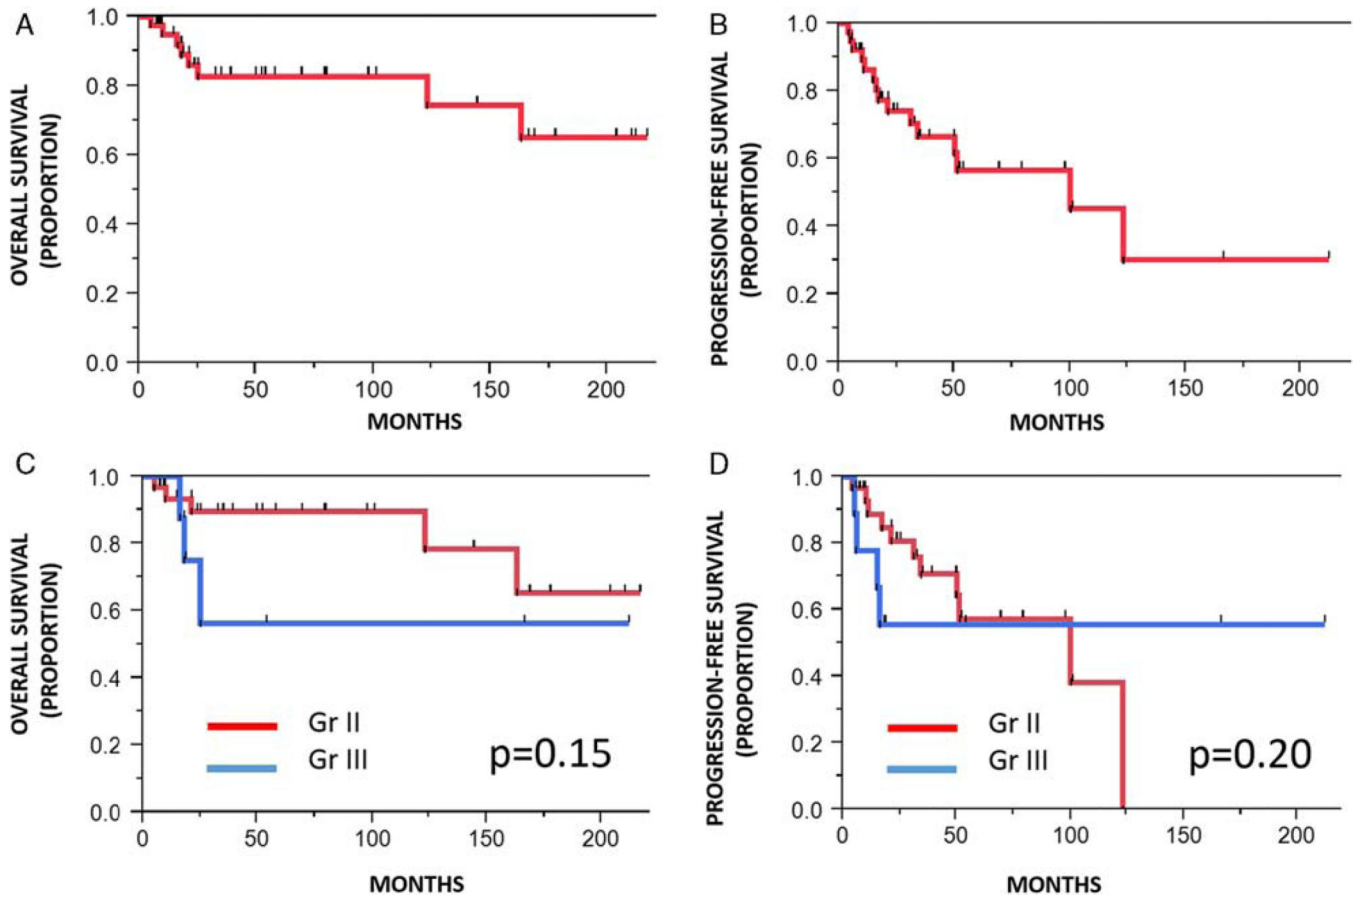 A
OVERALL SURVIVAL
(PROPORTION)
1.0
0.8
0.6
0.4
0.2
0.0
0 50 100 150 200
MONTHS
B
PROGRESSION-FREE SURVIVAL
(PROPORTION)
1.0
0.8
0.6
0.4
0.2
0.0
0 50 100 150 200
MONTHS
C
OVERALL SURVIVAL
(PROPORTION)
1.0
0.8
0.6
0.4
0.2
0.0
Gr II
Gr III
p=0.15
0 50 100 150 200
MONTHS
D
PROGRESSION-FREE SURVIVAL
(PROPORTION)
1.0
0.8
0.6
0.4
0.2
0.0
Gr II
Gr III
p=0.20
0 50 100 150 200
MONTHS